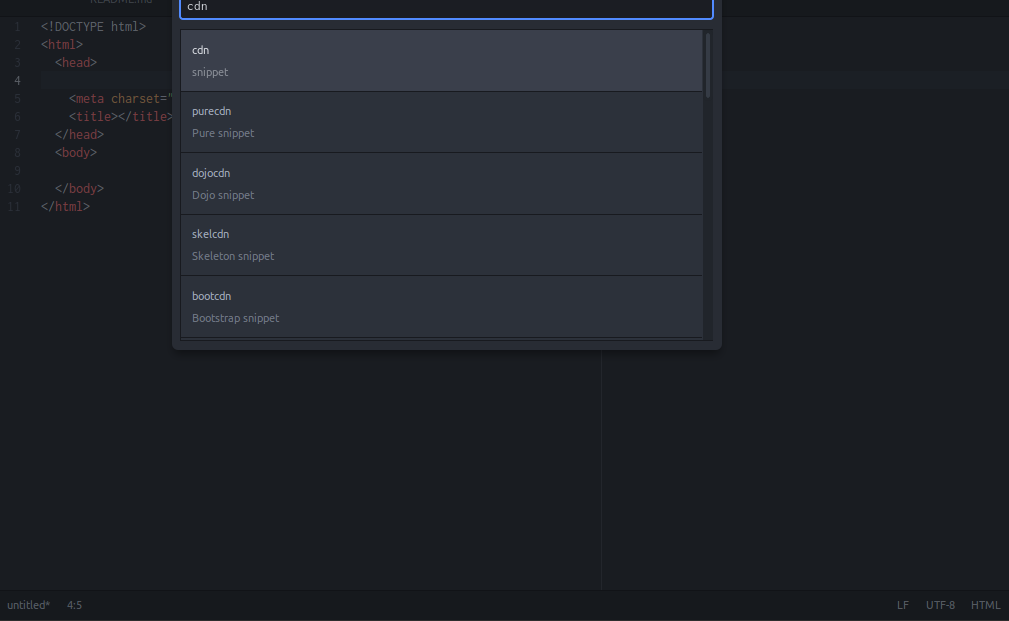 README.md
cdn
1 <!DOCTYPE html>
2 <html>
3 <head>
4
5 <meta charset="
6 <title></title>
7 </head>
8 <body>
9
10 </body>
11 </html>
cdn
snippet
purecdn
Pure snippet
dojocdn
Dojo snippet
skelcdn
Skeleton snippet
bootcdn
Bootstrap snippet
untitled* 4:5 LF UTF-8 HTML